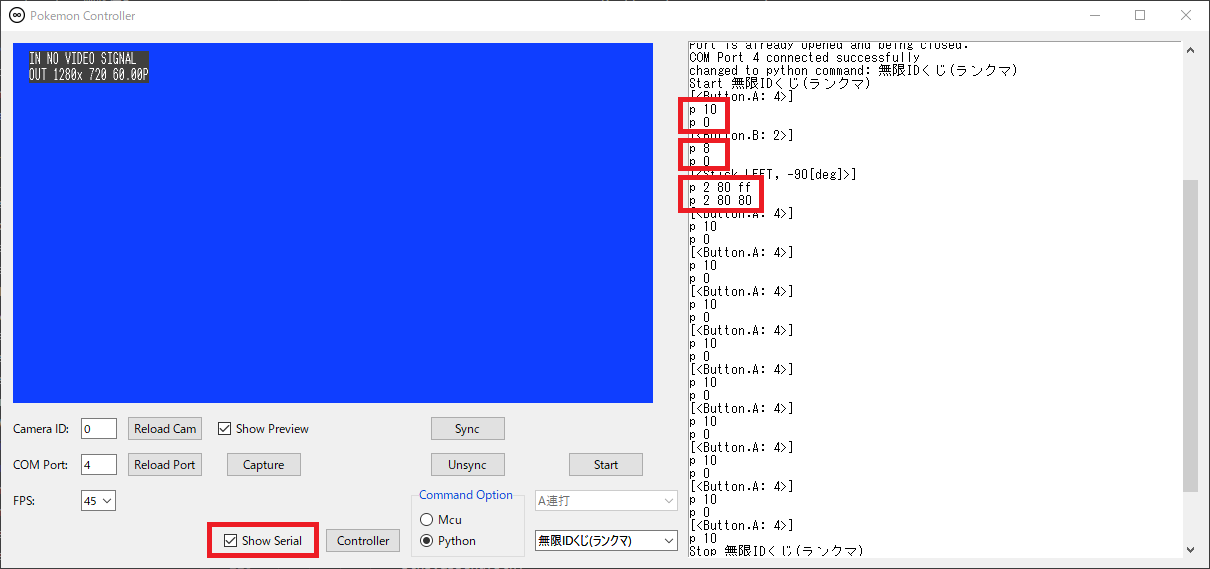 Pokemon Controller
IN NO VIDEO SIGNAL
OUT 1280x 720 60.00P
Port is already opened and being closed.
COM Port 4 connected successfully
changed to python command: 無限IDくじ(ランクマ)
Start 無限IDくじ(ランクマ)
[<Button.A: 4>]
p 10
p 0
[<Button.B: 2>]
p 8
p 0
[<Stick.LEFT, -90[deg]>]
p 2 80 ff
p 2 80 80
[<Button.A: 4>]
p 10
p 0
[<Button.A: 4>]
p 10
p 0
[<Button.A: 4>]
p 10
p 0
[<Button.A: 4>]
p 10
p 0
[<Button.A: 4>]
p 10
p 0
[<Button.A: 4>]
p 10
p 0
[<Button.A: 4>]
p 10
p 0
[<Button.A: 4>]
p 10
p 0
[<Button.A: 4>]
p 10
Stop 無限IDくじ(ランクマ)
Camera ID: 0 Reload Cam Show Preview Sync
COM Port: 4 Reload Port Capture Unsync Start
FPS: 45 Command Option A連打
Mcu
Show Serial Controller Python 無限IDくじ(ランクマ)